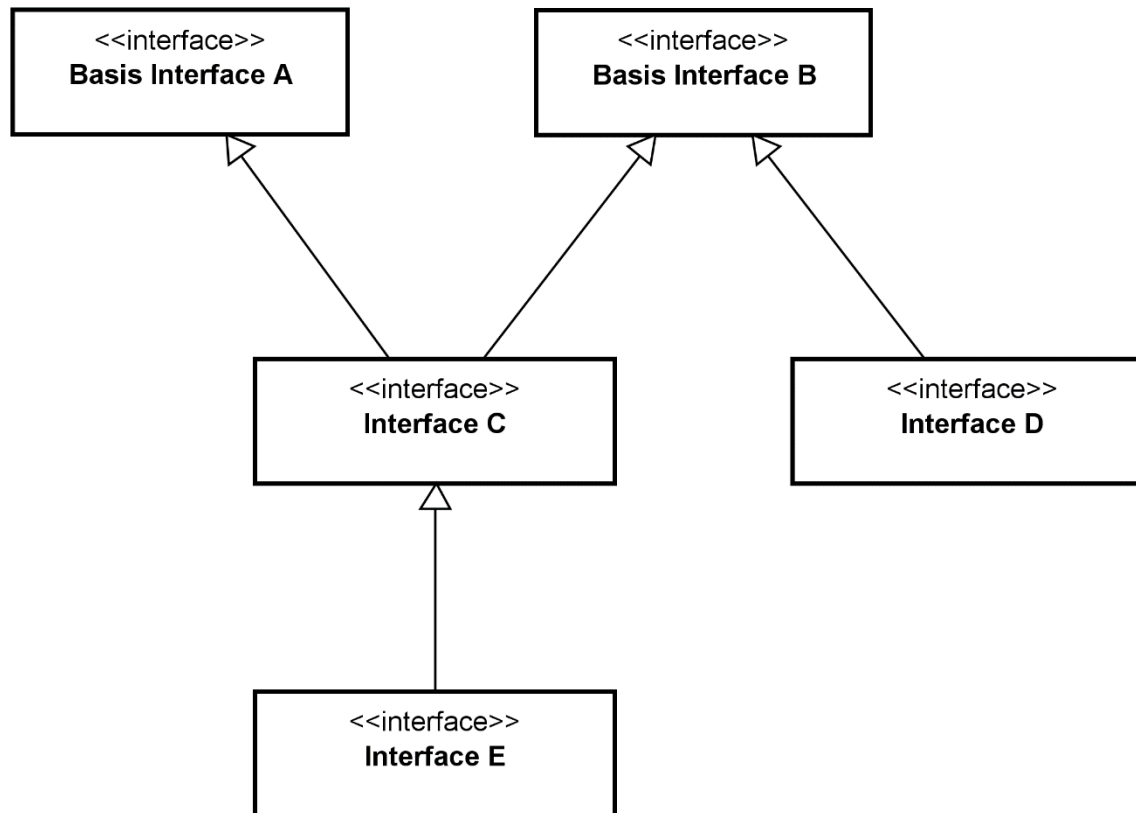 <<interface>>
Basis Interface A
<<interface>>
Basis Interface B
<<interface>>
Interface C
<<interface>>
Interface D
<<interface>>
Interface E